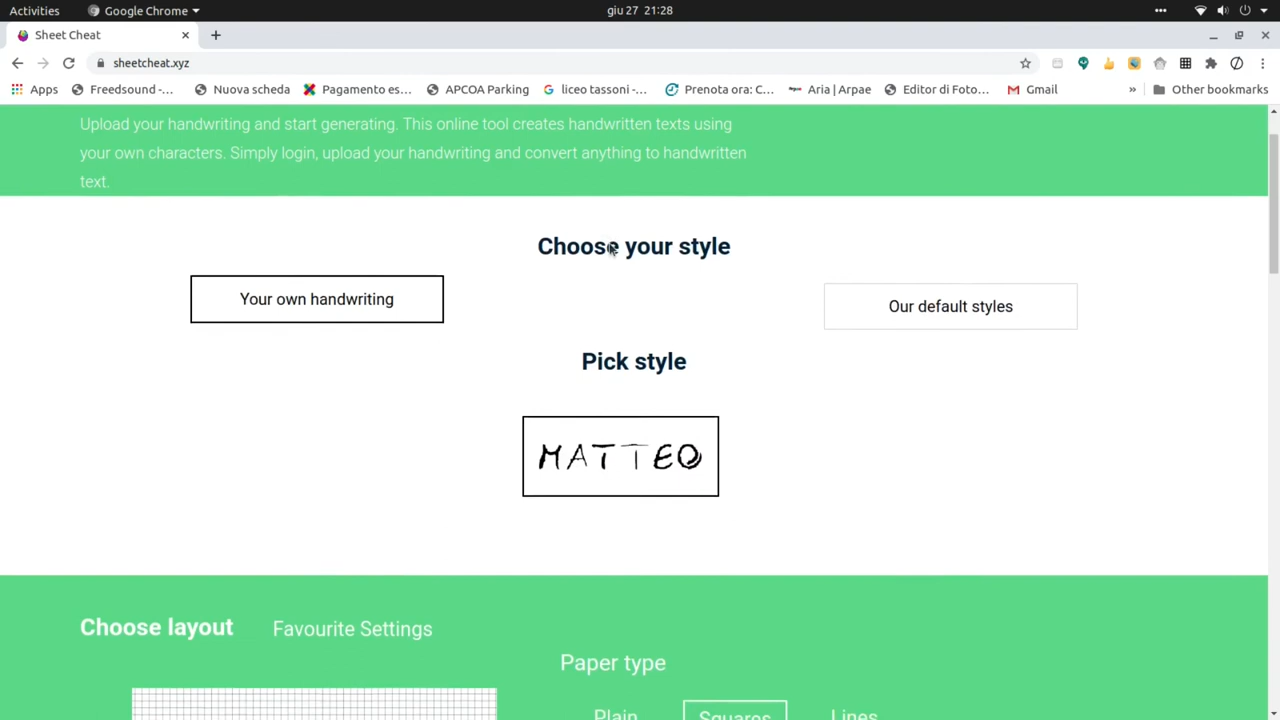 Activities
Google Chrome
giu 27 21:28
Sheet Cheat
sheetcheat.xyz
Apps
Freedsound -...
Nuova scheda
Pagamento es...
APCOA Parking
liceo tassoni -...
Prenota ora: C...
Aria | Arpae
Editor di Foto...
Gmail
»
Other bookmarks
Upload your handwriting and start generating. This online tool creates handwritten texts using
your own characters. Simply login, upload your handwriting and convert anything to handwritten
text.
Choose your style
Your own handwriting
Our default styles
Pick style
MATTEO
Choose layout
Favourite Settings
Paper type
Plain
Squares
Lines